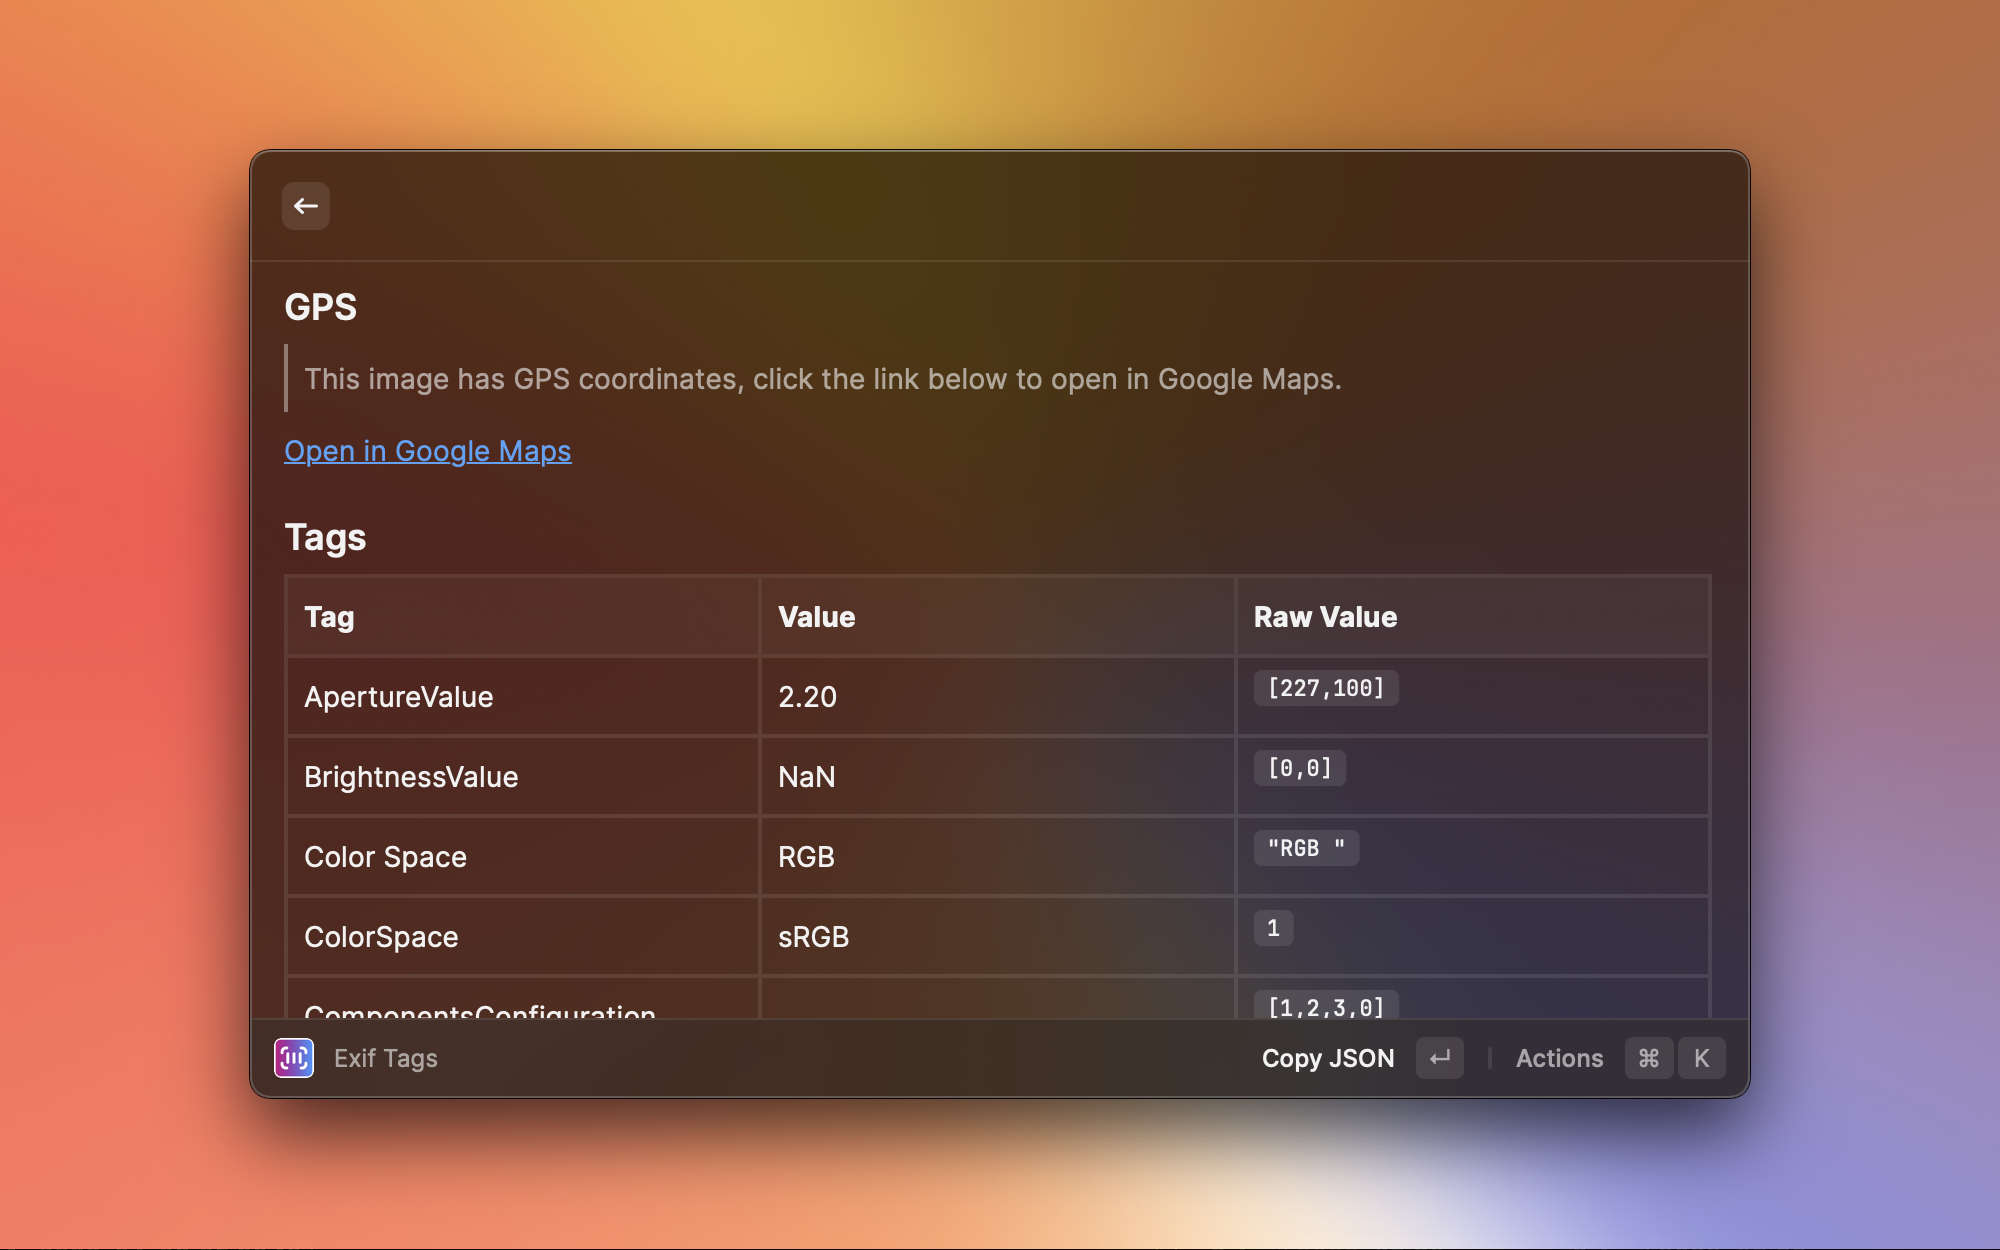 GPS
This image has GPS coordinates, click the link below to open in Google Maps.
Open in Google Maps
Tags
Tag Value Raw Value
ApertureValue 2.20 [227,100]
BrightnessValue NaN [0,0]
Color Space RGB "RGB "
ColorSpace sRGB 1
ComponentsConfiguration [1,2,3,0]
Exif Tags Copy JSON ↵ Actions ⌘ K